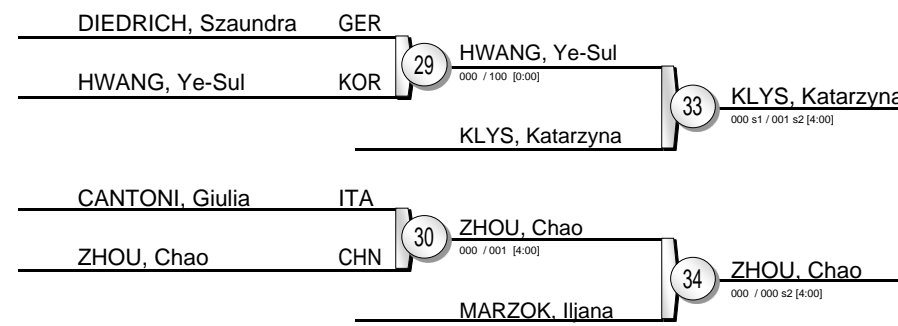 DIEDRICH, Szaundra GER
HWANG, Ye-Sul KOR
29
HWANG, Ye-Sul
000 / 100 [0:00]
KLYS, Katarzyna
33
KLYS, Katarzyna
000 s1 / 001 s2 [4:00]
CANTONI, Giulia ITA
ZHOU, Chao CHN
30
ZHOU, Chao
000 / 001 [4:00]
MARZOK, Iljana
34
ZHOU, Chao
000 / 000 s2 [4:00]